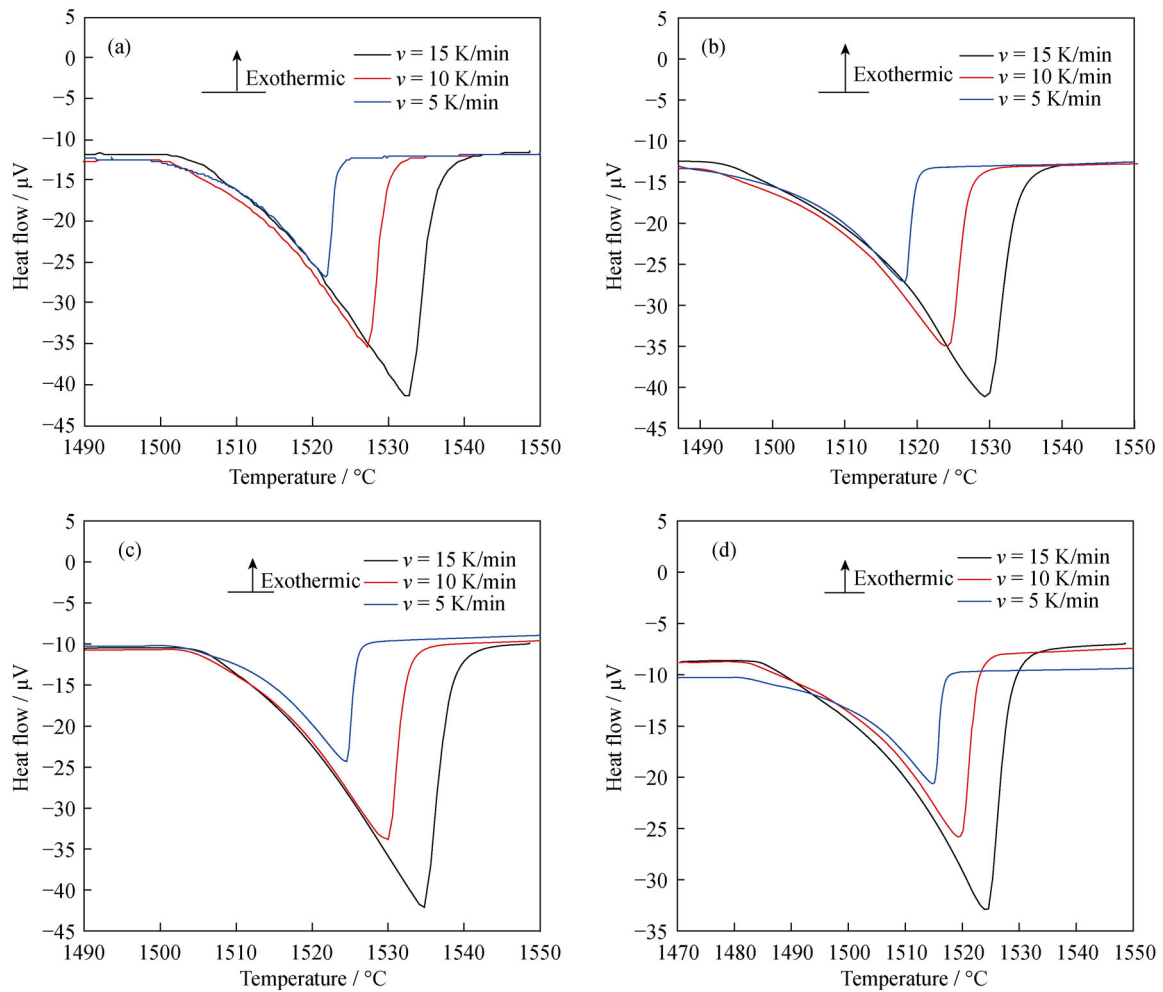 (a)
v = 15 K/min
v = 10 K/min
v = 5 K/min
Exothermic
5
0
−5
−10
−15
−20
−25
−30
−35
−40
−45
Heat flow / μV
1490 1500 1510 1520 1530 1540 1550
Temperature / °C
(b)
v = 15 K/min
v = 10 K/min
v = 5 K/min
Exothermic
5
0
−5
−10
−15
−20
−25
−30
−35
−40
−45
Heat flow / μV
1490 1500 1510 1520 1530 1540 1550
Temperature / °C
(c)
v = 15 K/min
v = 10 K/min
v = 5 K/min
Exothermic
5
0
−5
−10
−15
−20
−25
−30
−35
−40
−45
Heat flow / μV
1490 1500 1510 1520 1530 1540 1550
Temperature / °C
(d)
v = 15 K/min
v = 10 K/min
v = 5 K/min
Exothermic
5
0
−5
−10
−15
−20
−25
−30
−35
Heat flow / μV
1470 1480 1490 1500 1510 1520 1530 1540 1550
Temperature / °C